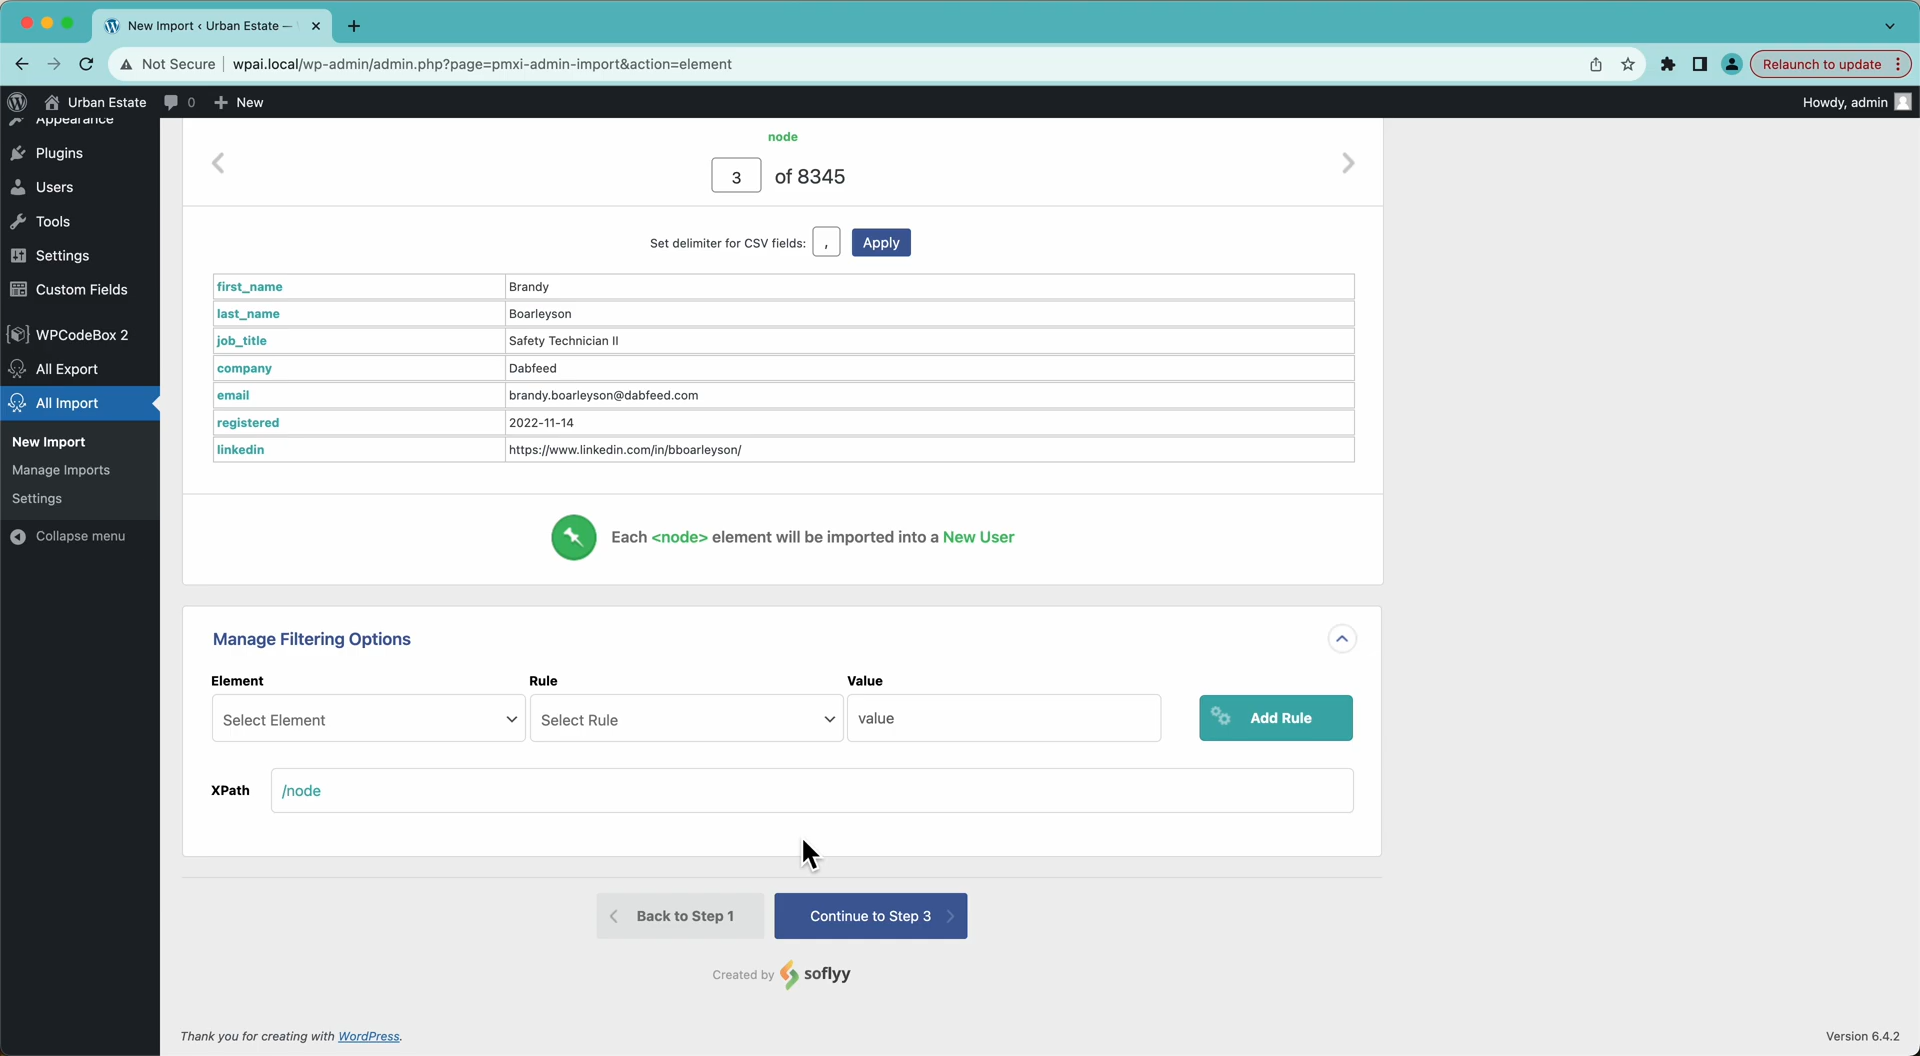 New Import ‹ Urban Estate —
Not Secure
wpai.local/wp-admin/admin.php?page=pmxi-admin-import&action=element
Relaunch to update
Urban Estate
0
New
Howdy, admin
Appearance
Plugins
Users
Tools
Settings
Custom Fields
WPCodeBox 2
All Export
All Import
New Import
Manage Imports
Settings
Collapse menu
node
3 of 8345
Set delimiter for CSV fields: , Apply
first_name Brandy
last_name Boarleyson
job_title Safety Technician II
company Dabfeed
email brandy.boarleyson@dabfeed.com
registered 2022-11-14
linkedin https://www.linkedin.com/in/bboarleyson/
Each <node> element will be imported into a New User
Manage Filtering Options
Element Rule Value
Select Element Select Rule value Add Rule
XPath /node
Back to Step 1 Continue to Step 3
Created by soflyy
Thank you for creating with WordPress.
Version 6.4.2